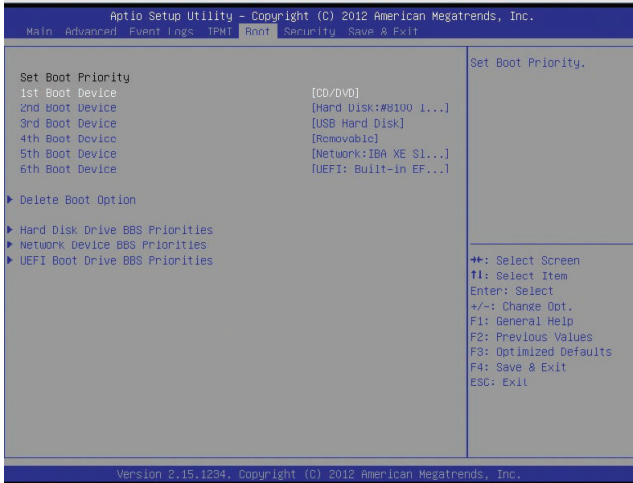 Aptio Setup Utility – Copyright (C) 2012 American Megatrends, Inc.
Main Advanced Event Logs IPMI Boot Security Save & Exit
Set Boot Priority
1st Boot Device [CD/DVD]
2nd Boot Device [Hard Disk:#8100 I...]
3rd Boot Device [USB Hard Disk]
4th Boot Device [Removable]
5th Boot Device [Network:IBA XE Sl...]
6th Boot Device [UEFI: Built-in EF...]
Delete Boot Option
Hard Disk Drive BBS Priorities
Network Device BBS Priorities
UEFI Boot Drive BBS Priorities
Set Boot Priority.
→←: Select Screen
↑↓: Select Item
Enter: Select
+/-: Change Opt.
F1: General Help
F2: Previous Values
F3: Optimized Defaults
F4: Save & Exit
ESC: Exit
Version 2.15.1234. Copyright (C) 2012 American Megatrends, Inc.